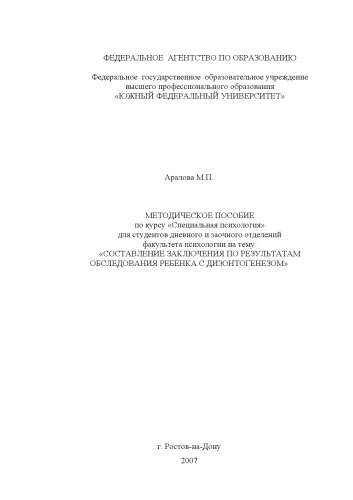 ФЕДЕРАЛЬНОЕ АГЕНТСТВО ПО ОБРАЗОВАНИЮ
Федеральное государственное образовательное учреждение
высшего профессионального образования
«ЮЖНЫЙ ФЕДЕРАЛЬНЫЙ УНИВЕРСИТЕТ»
Аралова М.П.
МЕТОДИЧЕСКОЕ ПОСОБИЕ
по курсу «Специальная психология»
для студентов дневного и заочного отделений
факультета психологии на тему:
«СОСТАВЛЕНИЕ ЗАКЛЮЧЕНИЯ ПО РЕЗУЛЬТАТАМ
ОБСЛЕДОВАНИЯ РЕБЁНКА С ДИЗОНТОГЕНЕЗОМ»
г. Ростов-на-Дону
2007